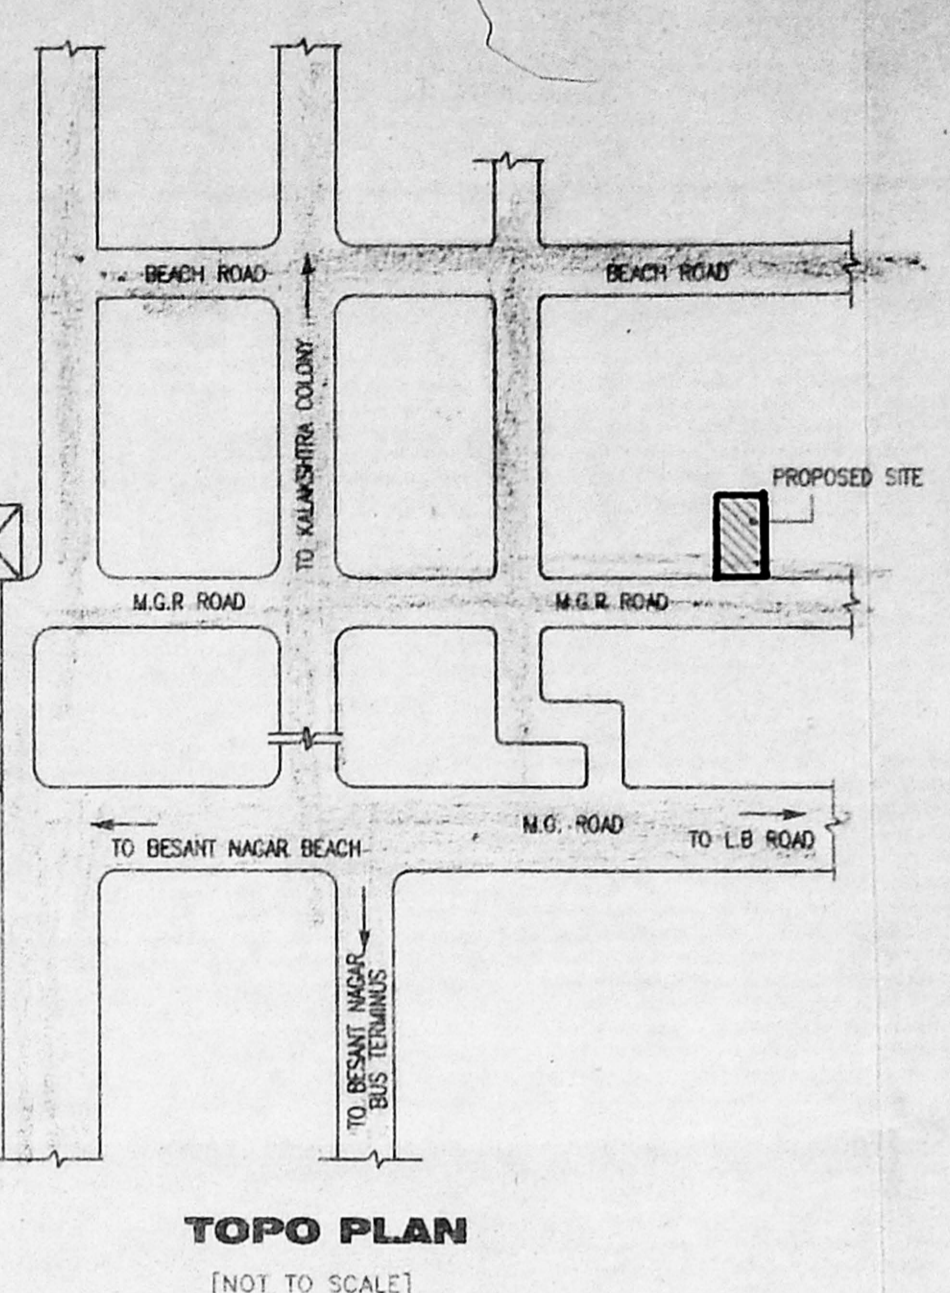 BEACH ROAD
BEACH ROAD
TO KALAKSHTRA COLONY
PROPOSED SITE
M.G.R ROAD
M.G.R. ROAD
M.G. ROAD
TO L.B ROAD
TO BESANT NAGAR BEACH
TO BESANT NAGAR
BUS TERMINUS
TOPO PLAN
[NOT TO SCALE]